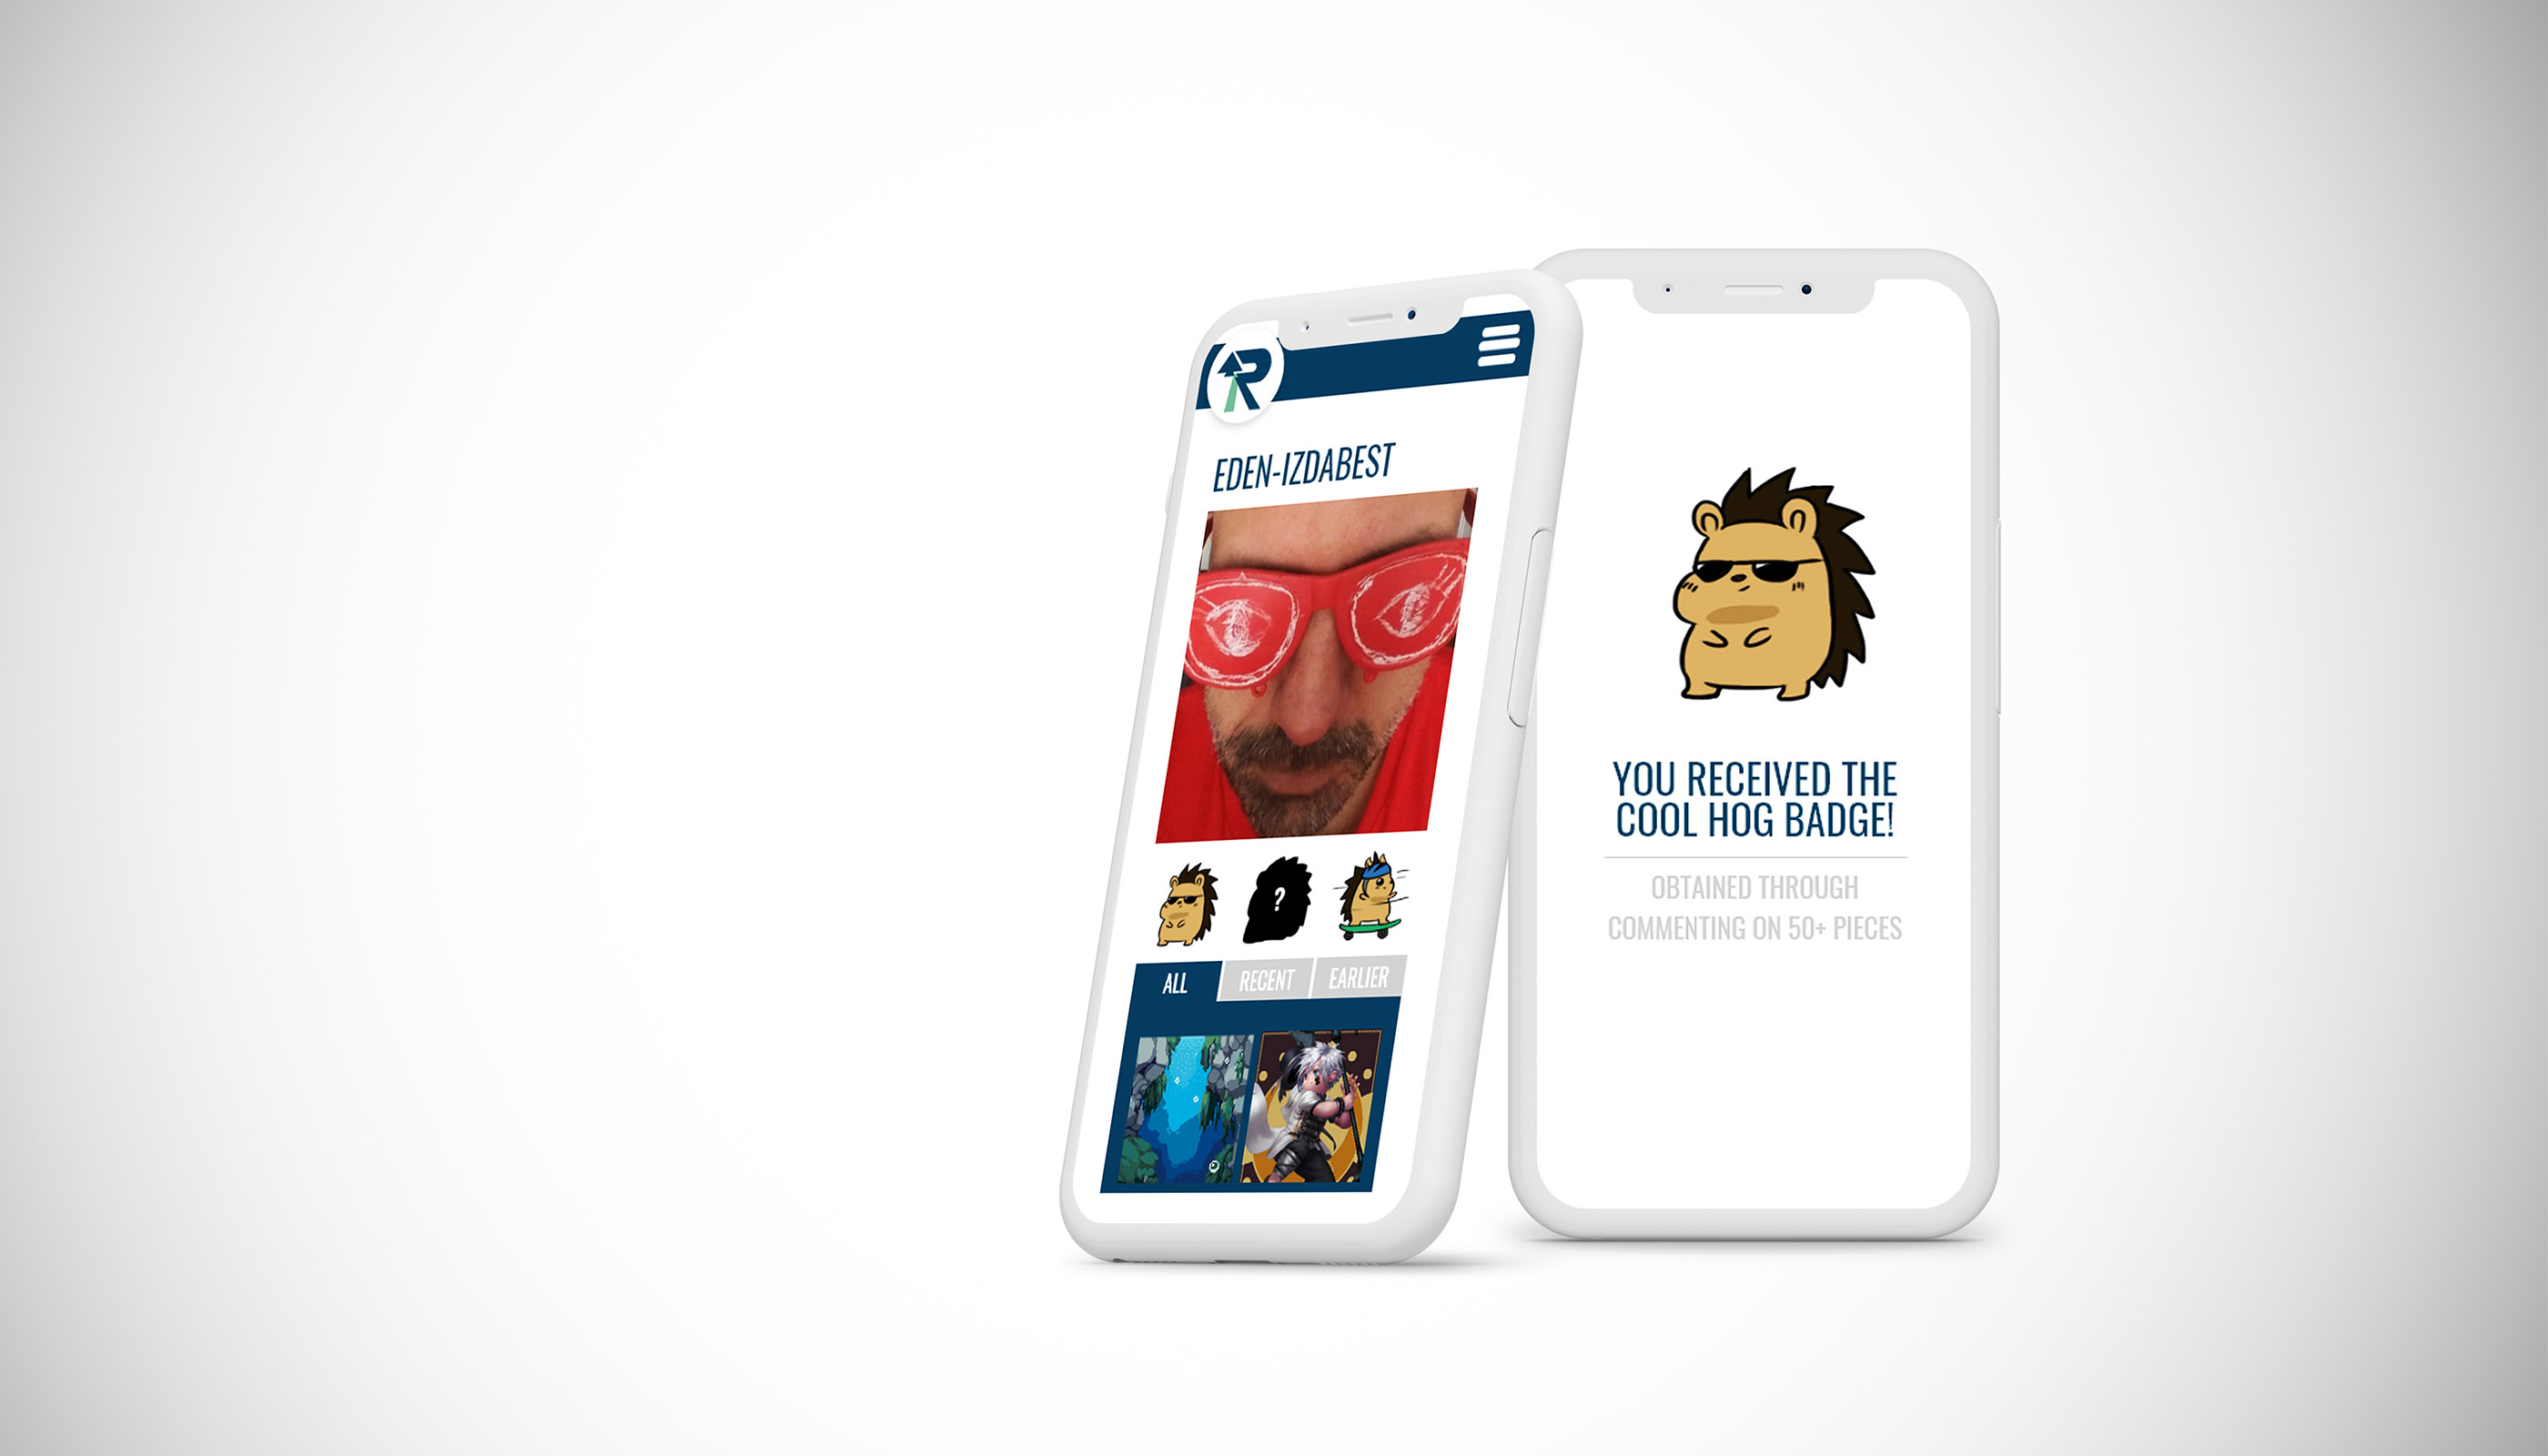 R
EDEN-IZDABEST
?
ALL RECENT EARLIER
YOU RECEIVED THE
COOL HOG BADGE!
OBTAINED THROUGH
COMMENTING ON 50+ PIECES